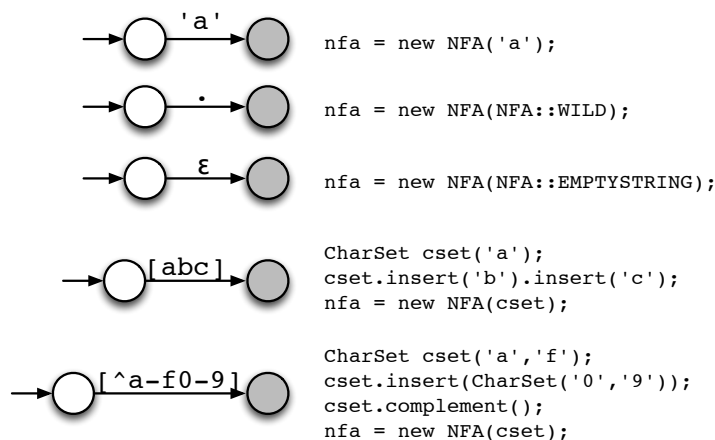 'a'
nfa = new NFA('a');
.
nfa = new NFA(NFA::WILD);
ε
nfa = new NFA(NFA::EMPTYSTRING);
[abc]
CharSet cset('a');
cset.insert('b').insert('c');
nfa = new NFA(cset);
[^a-f0-9]
CharSet cset('a','f');
cset.insert(CharSet('0','9'));
cset.complement();
nfa = new NFA(cset);